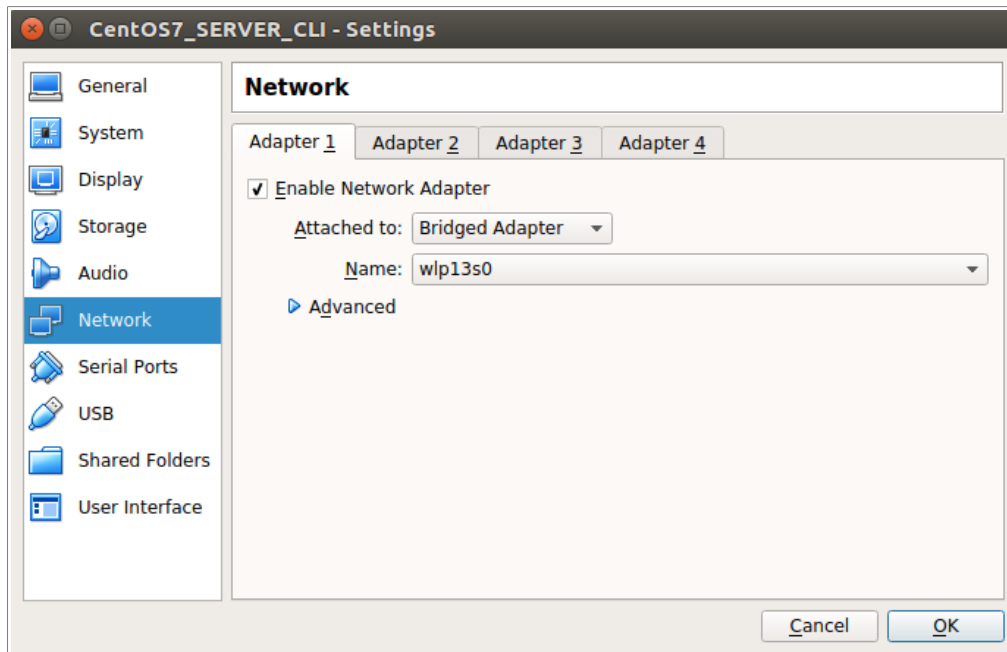 CentOS7_SERVER_CLI - Settings
General
System
Display
Storage
Audio
Network
Serial Ports
USB
Shared Folders
User Interface
Network
Adapter 1 Adapter 2 Adapter 3 Adapter 4
Enable Network Adapter
Attached to: Bridged Adapter
Name: wlp13s0
Advanced
Cancel OK